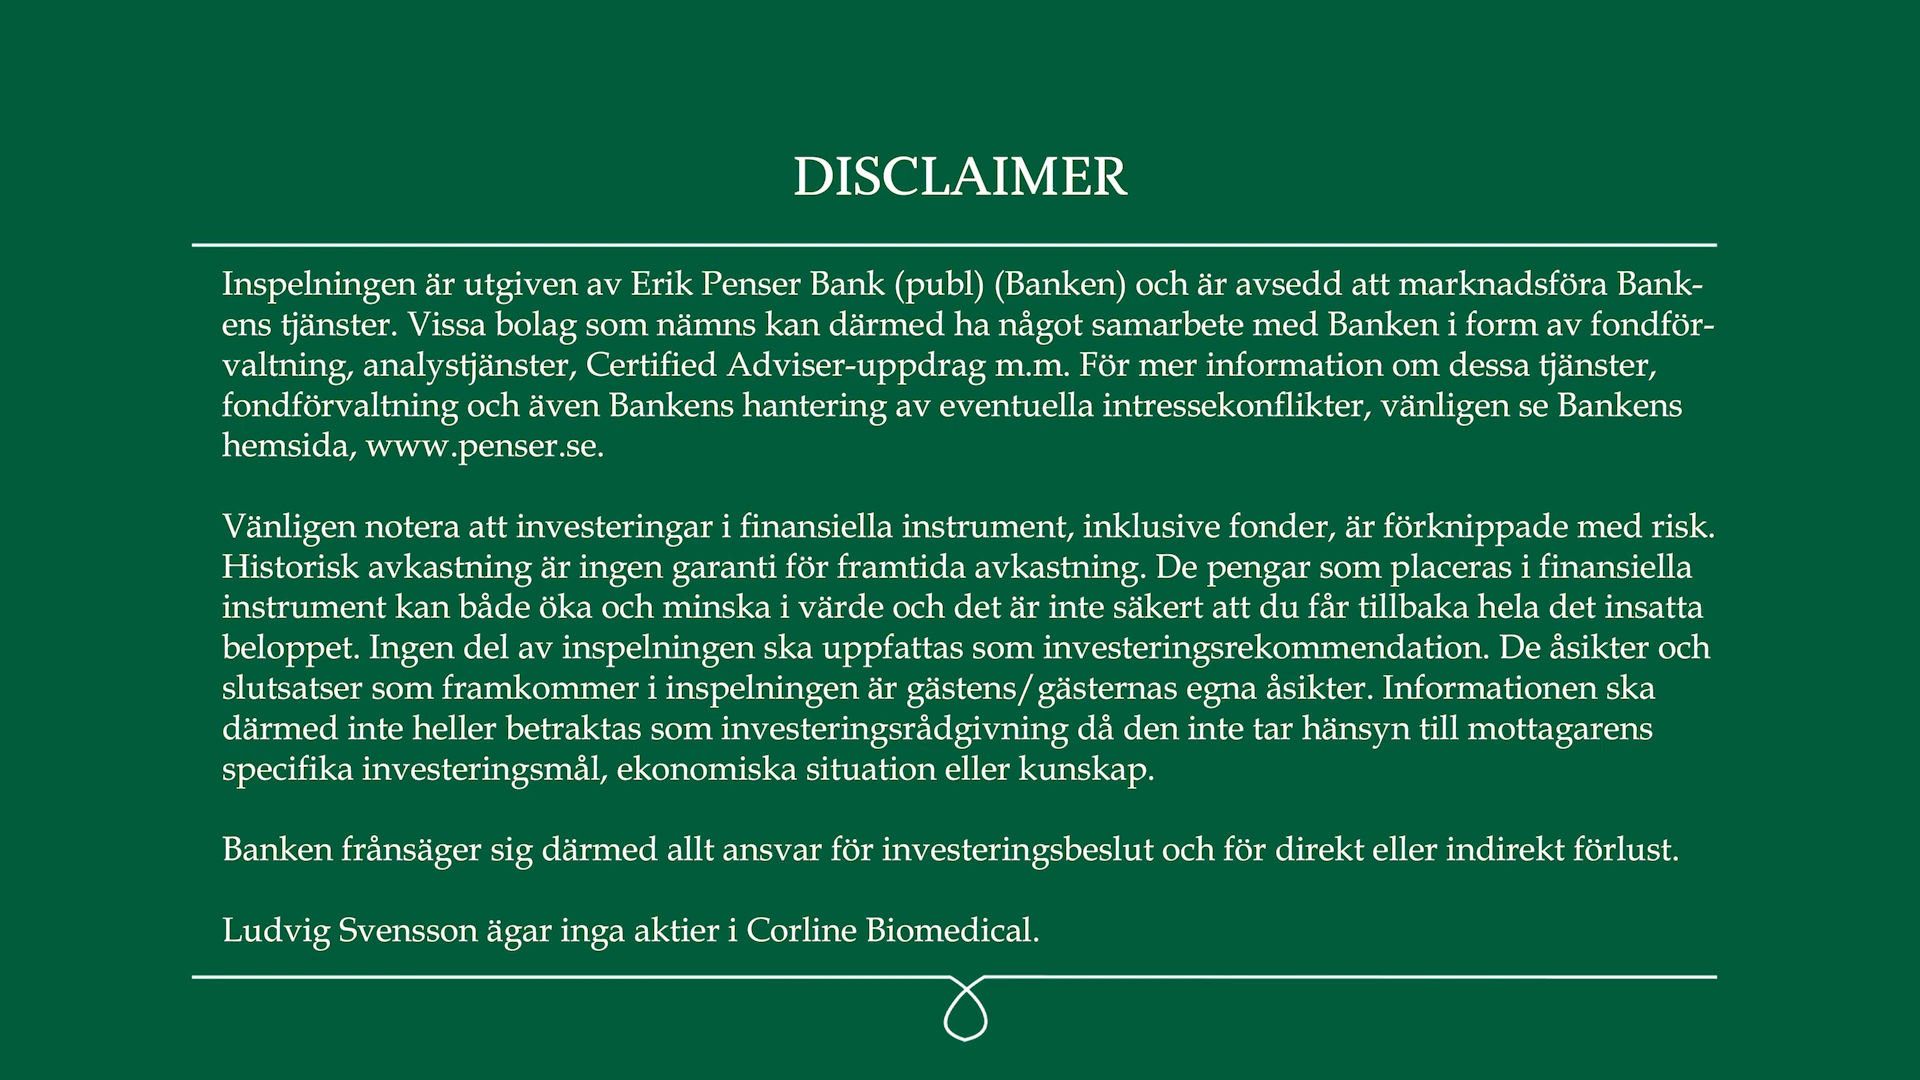 DISCLAIMER
Inspelningen är utgiven av Erik Penser Bank (publ) (Banken) och är avsedd att marknadsföra Bank-
ens tjänster. Vissa bolag som nämns kan därmed ha något samarbete med Banken i form av fondför-
valtning, analystjänster, Certified Adviser-uppdrag m.m. För mer information om dessa tjänster,
fondförvaltning och även Bankens hantering av eventuella intressekonflikter, vänligen se Bankens
hemsida, www.penser.se.
Vänligen notera att investeringar i finansiella instrument, inklusive fonder, är förknippade med risk.
Historisk avkastning är ingen garanti för framtida avkastning. De pengar som placeras i finansiella
instrument kan både öka och minska i värde och det är inte säkert att du får tillbaka hela det insatta
beloppet. Ingen del av inspelningen ska uppfattas som investeringsrekommendation. De åsikter och
slutsatser som framkommer i inspelningen är gästens/gästernas egna åsikter. Informationen ska
därmed inte heller betraktas som investeringsrådgivning då den inte tar hänsyn till mottagarens
specifika investeringsmål, ekonomiska situation eller kunskap.
Banken frånsäger sig därmed allt ansvar för investeringsbeslut och för direkt eller indirekt förlust.
Ludvig Svensson ägar inga aktier i Corline Biomedical.